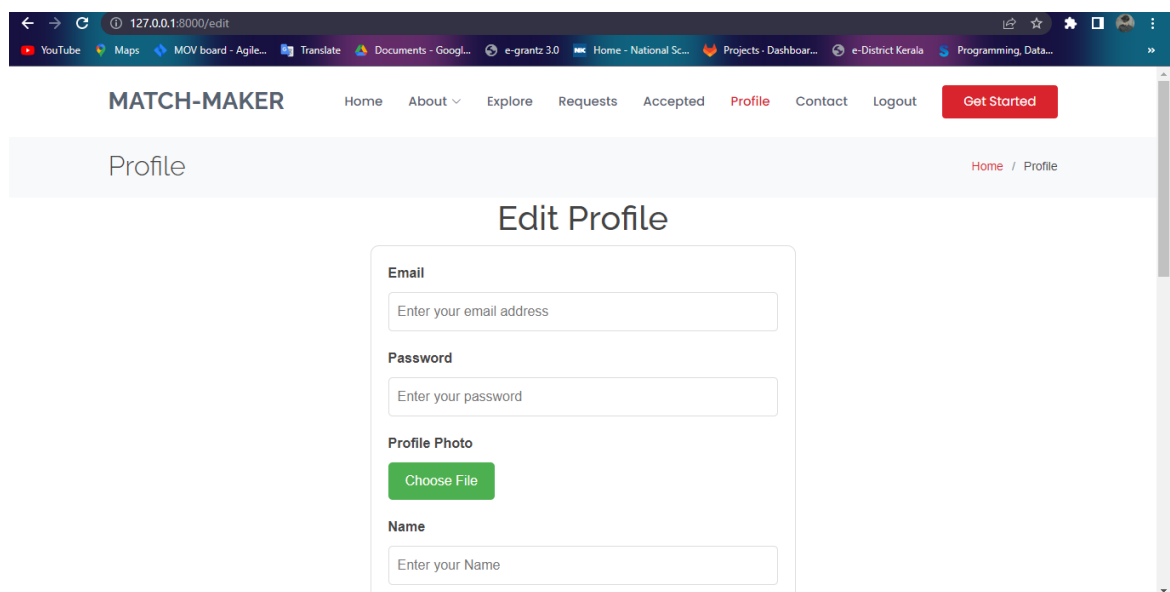 127.0.0.1:8000/edit
YouTube Maps MOV board - Agile... Translate Documents - Googl... e-grantz 3.0 NK Home - National Sc... Projects · Dashboar... e-District Kerala Programming, Data... »
MATCH-MAKER Home About Explore Requests Accepted Profile Contact Logout Get Started
Profile Home / Profile
Edit Profile
Email
Enter your email address
Password
Enter your password
Profile Photo
Choose File
Name
Enter your Name